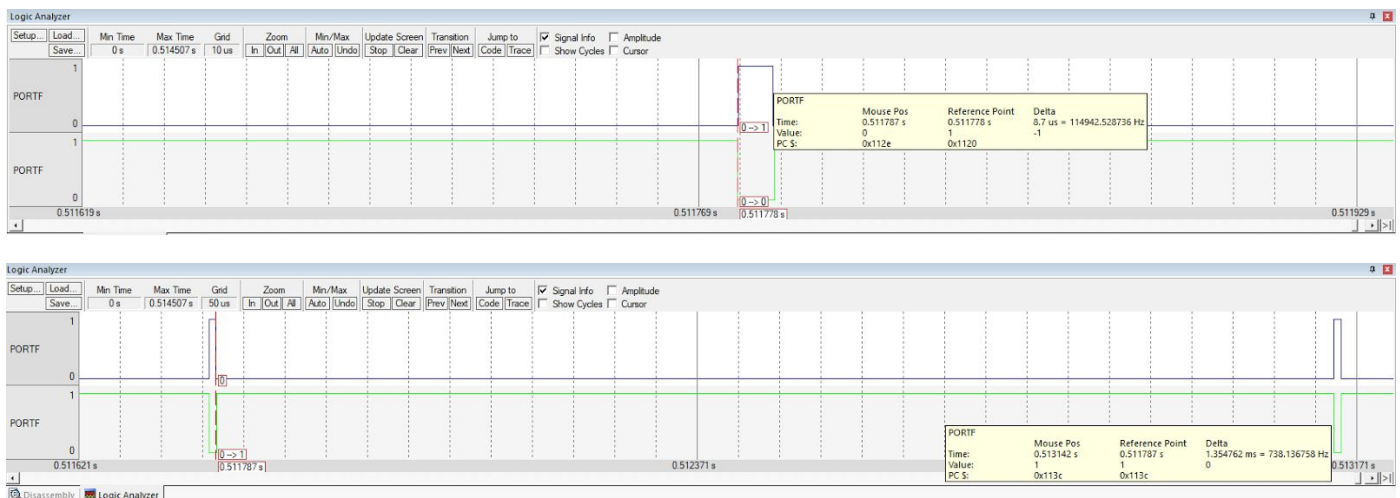 Logic Analyzer
Setup... Load... Min Time Max Time Grid Zoom Min/Max Update Screen Transition Jump to Signal Info Amplitude
Save... 0 s 0.514507 s 10 us In Out All Auto Undo Stop Clear Prev Next Code Trace Show Cycles Cursor
1
PORTF
0
0 --> 1
PORTF
Mouse Pos Reference Point Delta
Time: 0.511787 s 0.511778 s 8.7 us = 114942.528736 Hz
Value: 0 1 -1
PC $: 0x112e 0x1120
1
PORTF
0
0 --> 0
0.511619 s 0.511769 s 0.511778 s 0.511929 s
Logic Analyzer
Setup... Load... Min Time Max Time Grid Zoom Min/Max Update Screen Transition Jump to Signal Info Amplitude
Save... 0 s 0.514507 s 50 us In Out All Auto Undo Stop Clear Prev Next Code Trace Show Cycles Cursor
1
PORTF
0
0
1
PORTF
0
0 --> 1
PORTF
Mouse Pos Reference Point Delta
Time: 0.513142 s 0.511787 s 1.354762 ms = 738.136758 Hz
Value: 1 1 0
PC $: 0x113c 0x113c
0.511621 s 0.511787 s 0.512371 s 0.513171 s
Disassembly Logic Analyzer